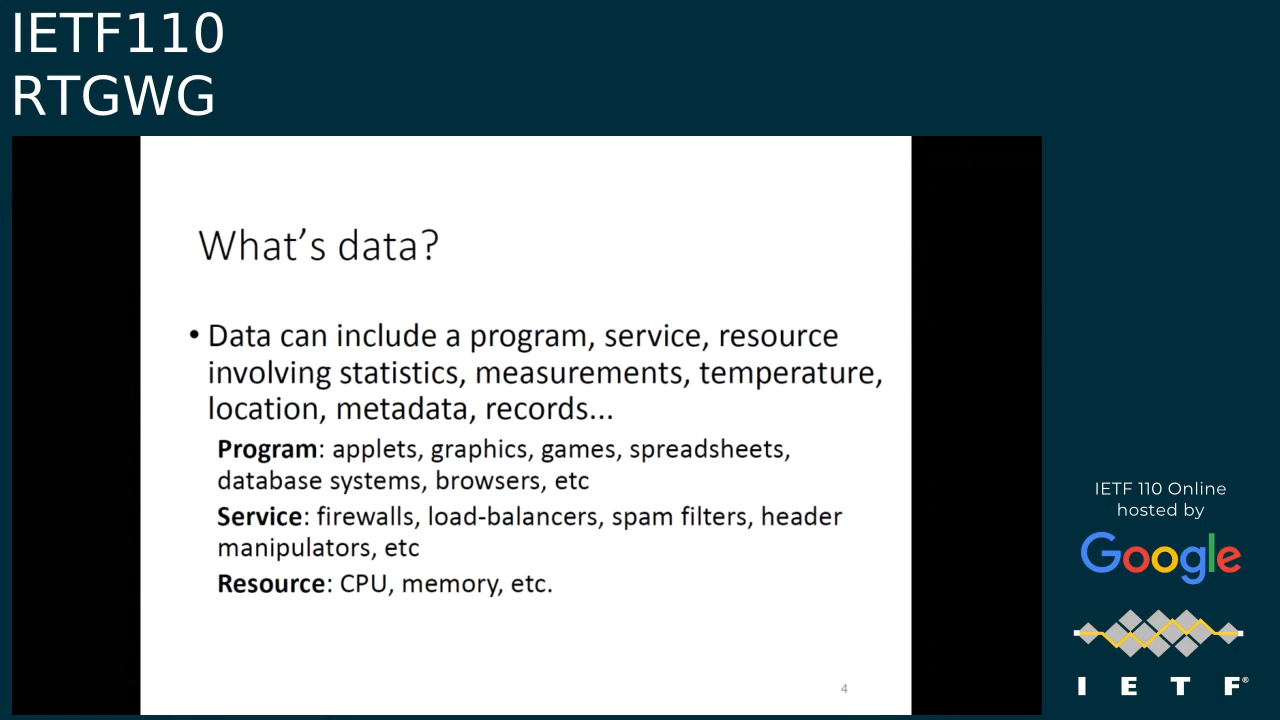 IETF110
RTGWG
What's data?
• Data can include a program, service, resource
involving statistics, measurements, temperature,
location, metadata, records...
Program: applets, graphics, games, spreadsheets,
database systems, browsers, etc
Service: firewalls, load-balancers, spam filters, header
manipulators, etc
Resource: CPU, memory, etc.
4
IETF 110 Online
hosted by
Google
I E T F®